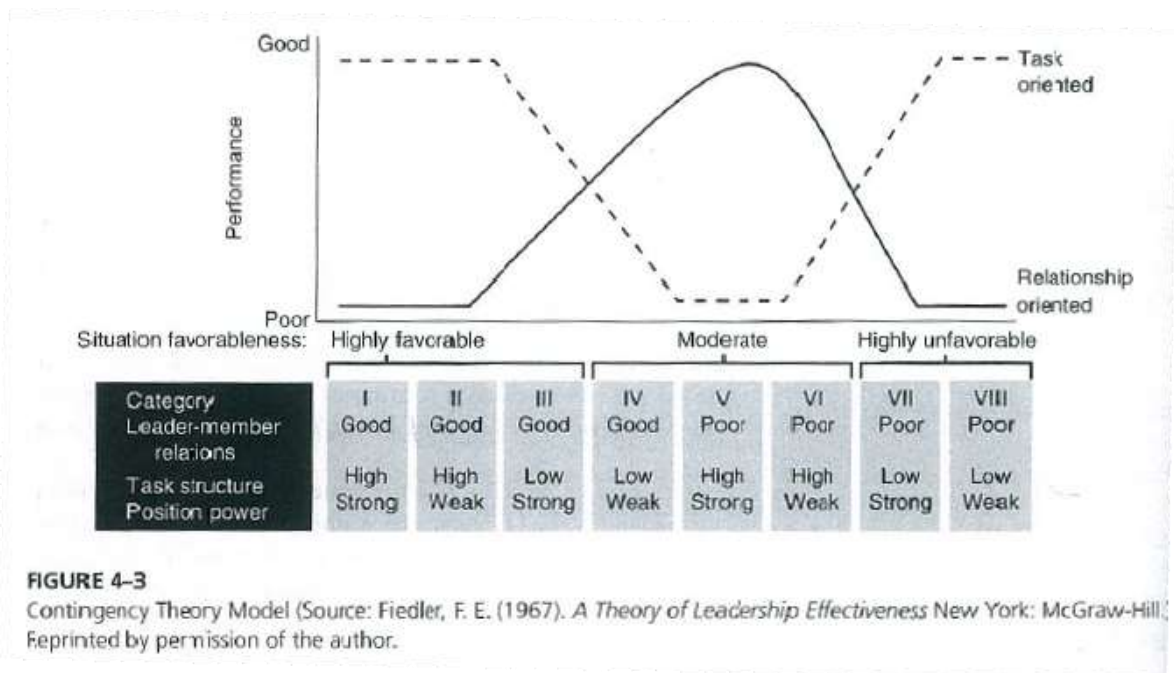 Good
Performance
Poor
Task
oriented
Relationship
oriented
Situation favorableness: Highly favorable Moderate Highly unfavorable
Category I II III IV V VI VII VIII
Leader-member Good Good Good Good Poor Poor Poor Poor
relations
Task structure High High Low Low High High Low Low
Position power Strong Weak Strong Weak Strong Weak Strong Weak
FIGURE 4–3
Contingency Theory Model (Source: Fiedler, F. E. (1967). A Theory of Leadership Effectiveness New York: McGraw-Hill.)
Reprinted by permission of the author.